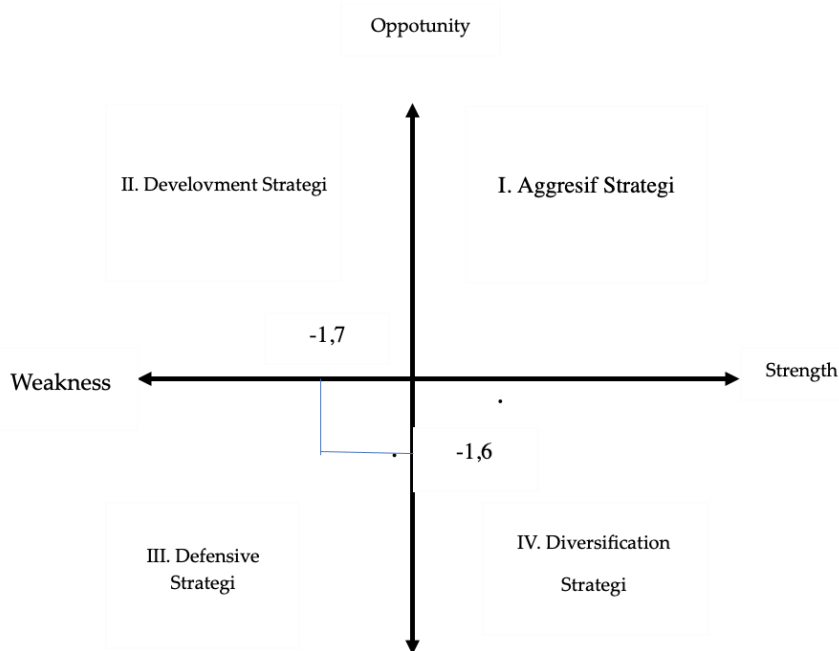 Oppotunity
II. Develovment Strategi
I. Aggresif Strategi
-1,7
Weakness
Strength
-1,6
III. Defensive
Strategi
IV. Diversification
Strategi